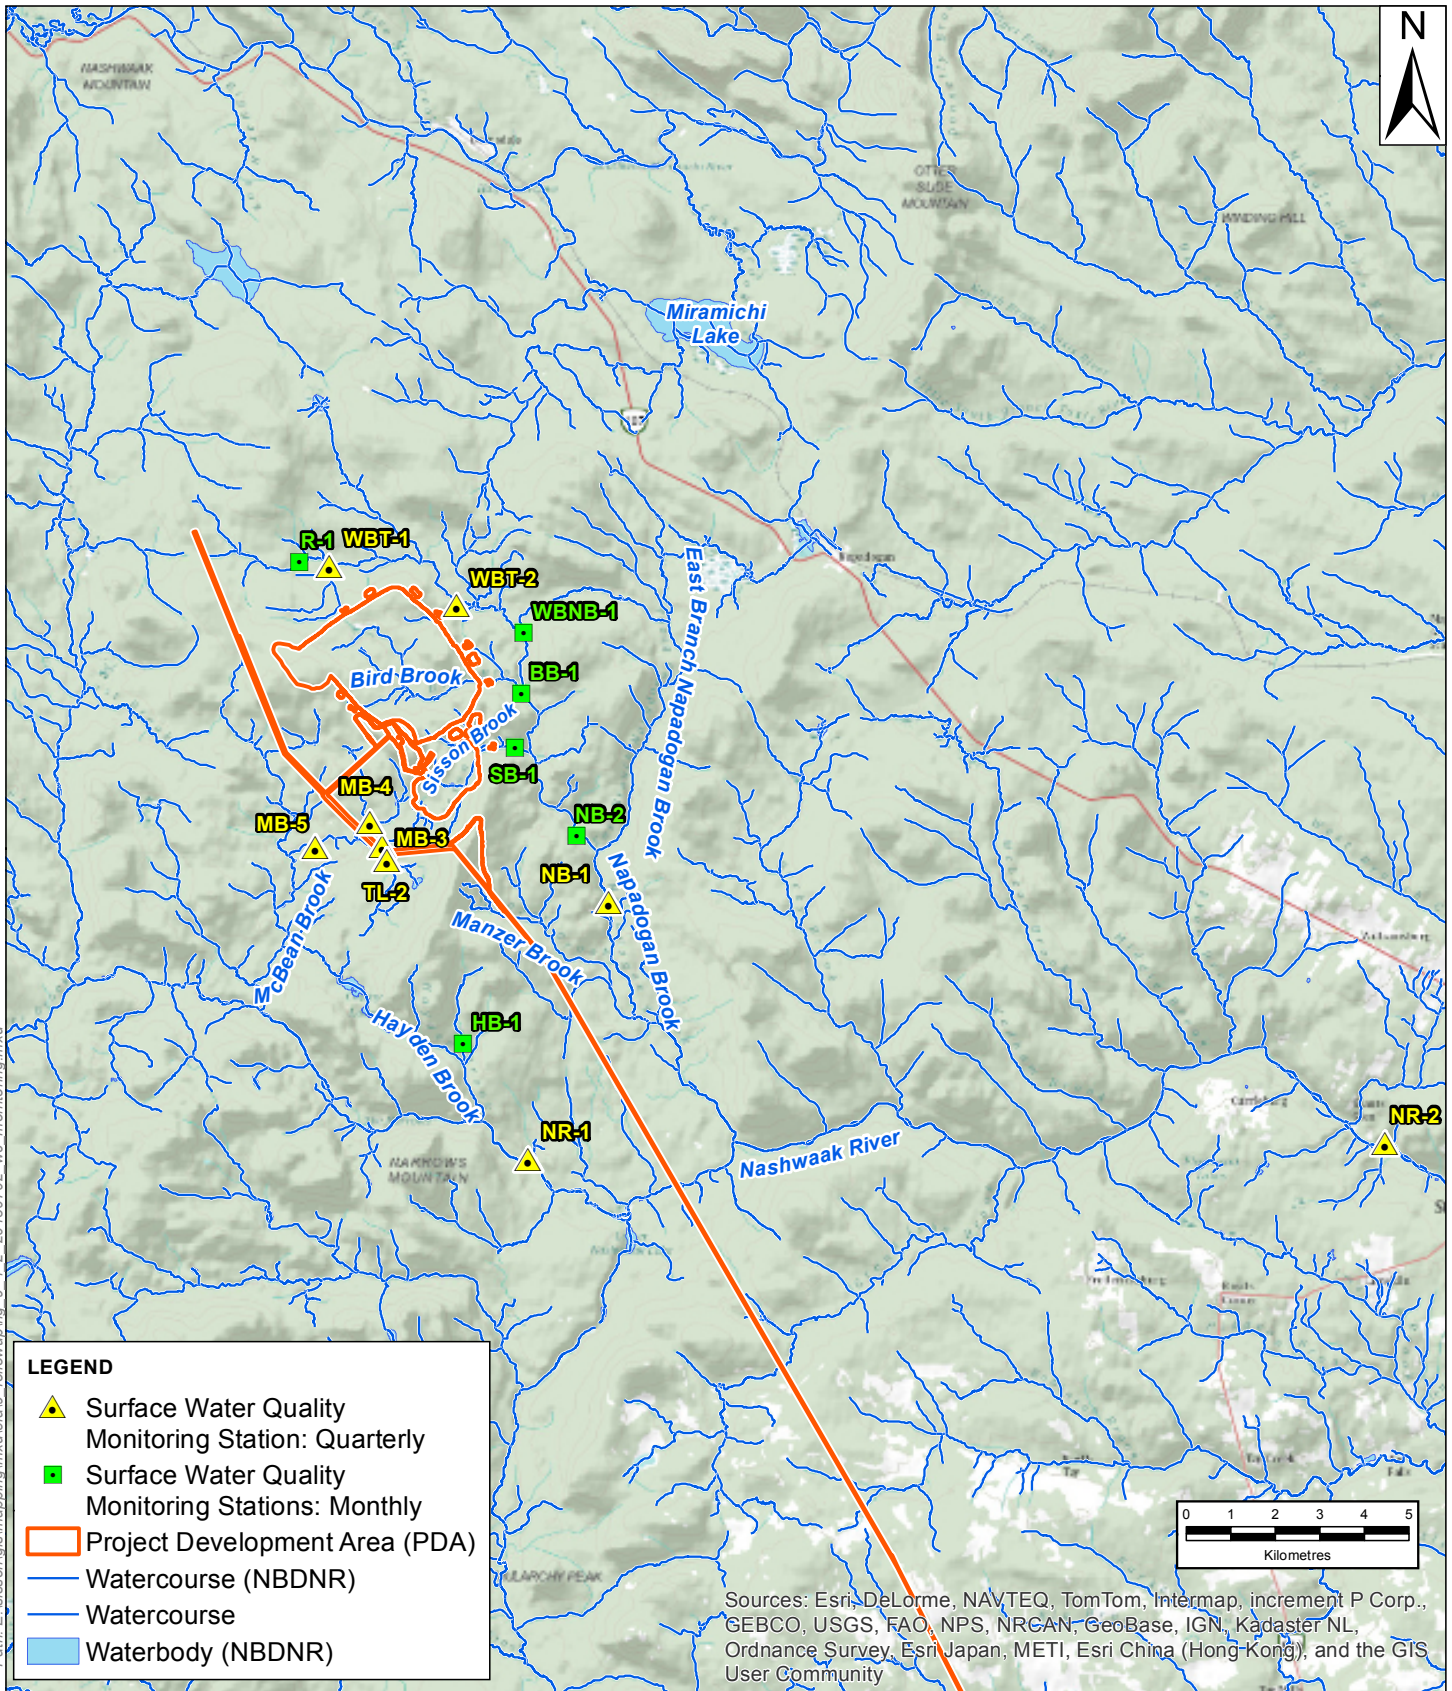 N
NASHWAAK
MOUNTAIN
OTTER
SLIDE
MOUNTAIN
WINDING HILL
Miramichi
Lake
107
R-1
WBT-1
WBT-2
WBNB-1
Napadogan
BB-1
Bird Brook
Sisson Brook
SB-1
East Branch Napadogan Brook
MB-4
MB-5
MB-3
TL-2
NB-2
NB-1
Napadogan Brook
McBean Brook
Manzer Brook
Williamsburg
HB-1
Hayden Brook
NR-1
NARROWS
MOUNTAIN
Nashwaak River
NR-2
LEGEND
Surface Water Quality
Monitoring Station: Quarterly
Surface Water Quality
Monitoring Stations: Monthly
Project Development Area (PDA)
Watercourse (NBDNR)
Watercourse
Waterbody (NBDNR)
0 1 2 3 4 5
Kilometres
Sources: Esri, DeLorme, NAVTEQ, TomTom, Intermap, increment P Corp.,
GEBCO, USGS, FAO, NPS, NRCAN, GeoBase, IGN, Kadaster NL,
Ordnance Survey, Esri Japan, METI, Esri China (Hong Kong), and the GIS
User Community